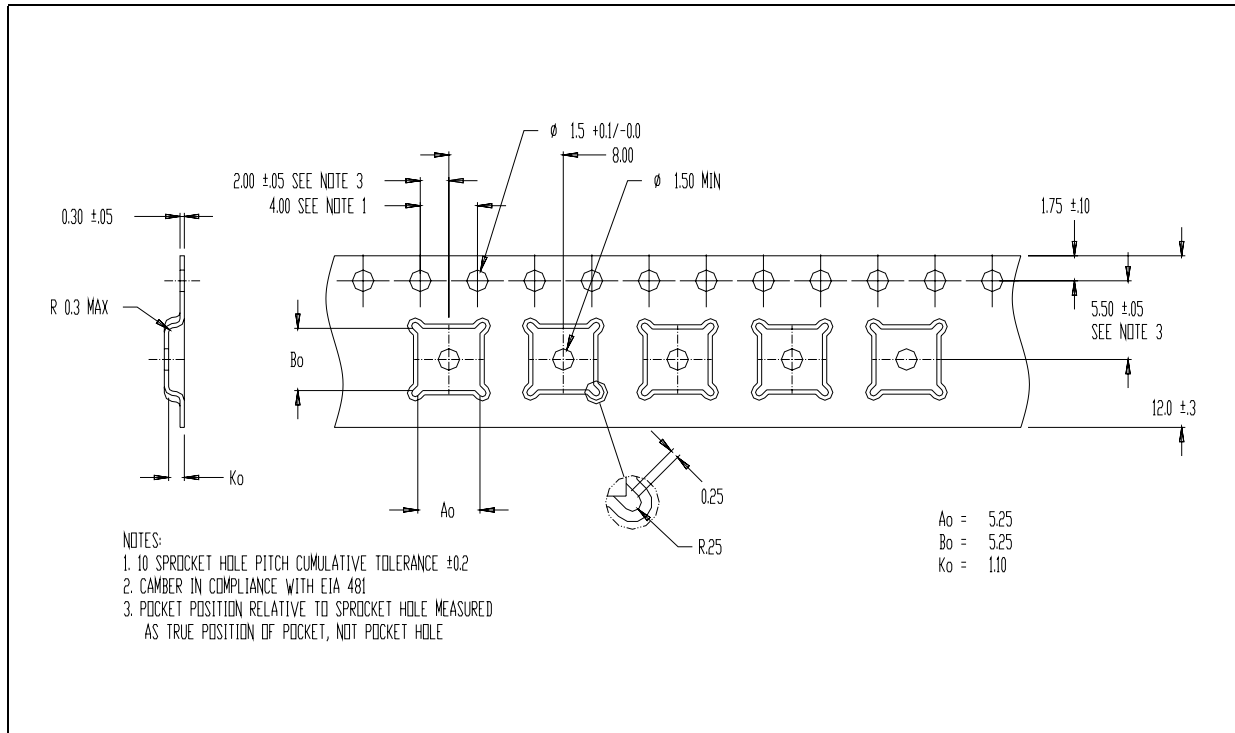 Ø 1.5 +0.1/-0.0
8.00
2.00 ±.05 SEE NOTE 3
Ø 1.50 MIN
4.00 SEE NOTE 1
1.75 ±.10
0.30 ±.05
R 0.3 MAX
5.50 ±.05
SEE NOTE 3
Bo
12.0 ±.3
Ko
Ao
0.25
R.25
Ao = 5.25
Bo = 5.25
Ko = 1.10
NOTES:
1. 10 SPROCKET HOLE PITCH CUMULATIVE TOLERANCE ±0.2
2. CAMBER IN COMPLIANCE WITH EIA 481
3. POCKET POSITION RELATIVE TO SPROCKET HOLE MEASURED
AS TRUE POSITION OF POCKET, NOT POCKET HOLE